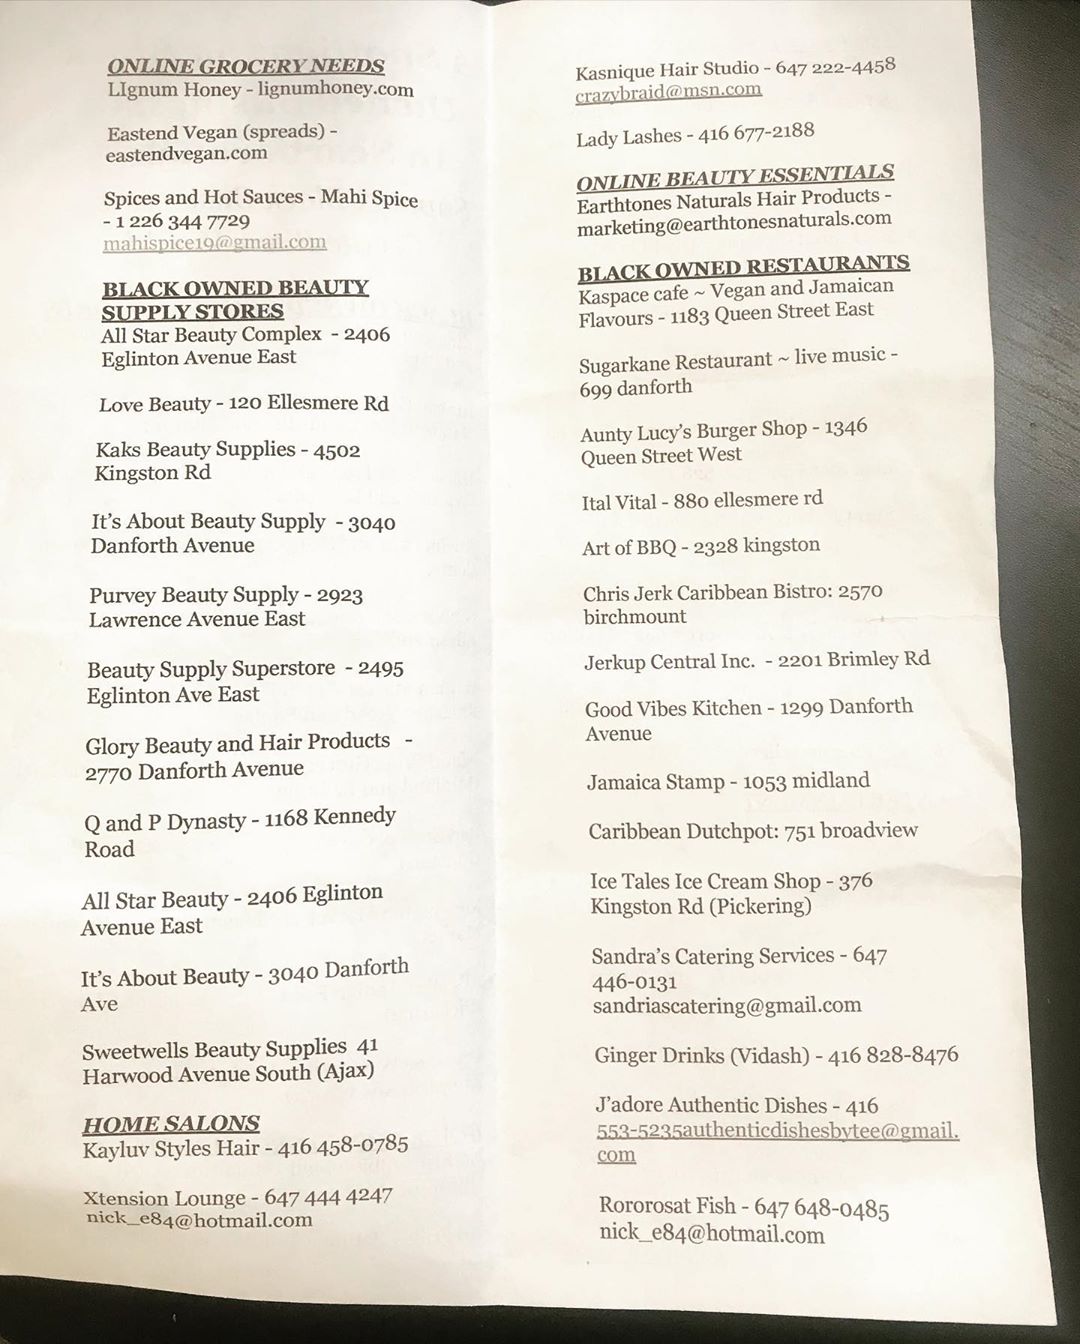 ONLINE GROCERY NEEDS
LIgnum Honey - lignumhoney.com
Eastend Vegan (spreads) -
eastendvegan.com
Spices and Hot Sauces - Mahi Spice
- 1 226 344 7729
mahispice19@gmail.com
BLACK OWNED BEAUTY
SUPPLY STORES
All Star Beauty Complex - 2406
Eglinton Avenue East
Love Beauty - 120 Ellesmere Rd
Kaks Beauty Supplies - 4502
Kingston Rd
It's About Beauty Supply - 3040
Danforth Avenue
Purvey Beauty Supply - 2923
Lawrence Avenue East
Beauty Supply Superstore - 2495
Eglinton Ave East
Glory Beauty and Hair Products -
2770 Danforth Avenue
Q and P Dynasty - 1168 Kennedy
Road
All Star Beauty - 2406 Eglinton
Avenue East
It's About Beauty - 3040 Danforth
Ave
Sweetwells Beauty Supplies 41
Harwood Avenue South (Ajax)
HOME SALONS
Kayluv Styles Hair - 416 458-0785
Xtension Lounge - 647 444 4247
nick_e84@hotmail.com
Kasnique Hair Studio - 647 222-4458
crazybraid@msn.com
Lady Lashes - 416 677-2188
ONLINE BEAUTY ESSENTIALS
Earthtones Naturals Hair Products -
marketing@earthtonesnaturals.com
BLACK OWNED RESTAURANTS
Kaspace cafe ~ Vegan and Jamaican
Flavours - 1183 Queen Street East
Sugarkane Restaurant ~ live music -
699 danforth
Aunty Lucy's Burger Shop - 1346
Queen Street West
Ital Vital - 880 ellesmere rd
Art of BBQ - 2328 kingston
Chris Jerk Caribbean Bistro: 2570
birchmount
Jerkup Central Inc. - 2201 Brimley Rd
Good Vibes Kitchen - 1299 Danforth
Avenue
Jamaica Stamp - 1053 midland
Caribbean Dutchpot: 751 broadview
Ice Tales Ice Cream Shop - 376
Kingston Rd (Pickering)
Sandra's Catering Services - 647
446-0131
sandriascatering@gmail.com
Ginger Drinks (Vidash) - 416 828-8476
J'adore Authentic Dishes - 416
553-5235authenticdishesbytee@gmail.
com
Rororosat Fish - 647 648-0485
nick_e84@hotmail.com